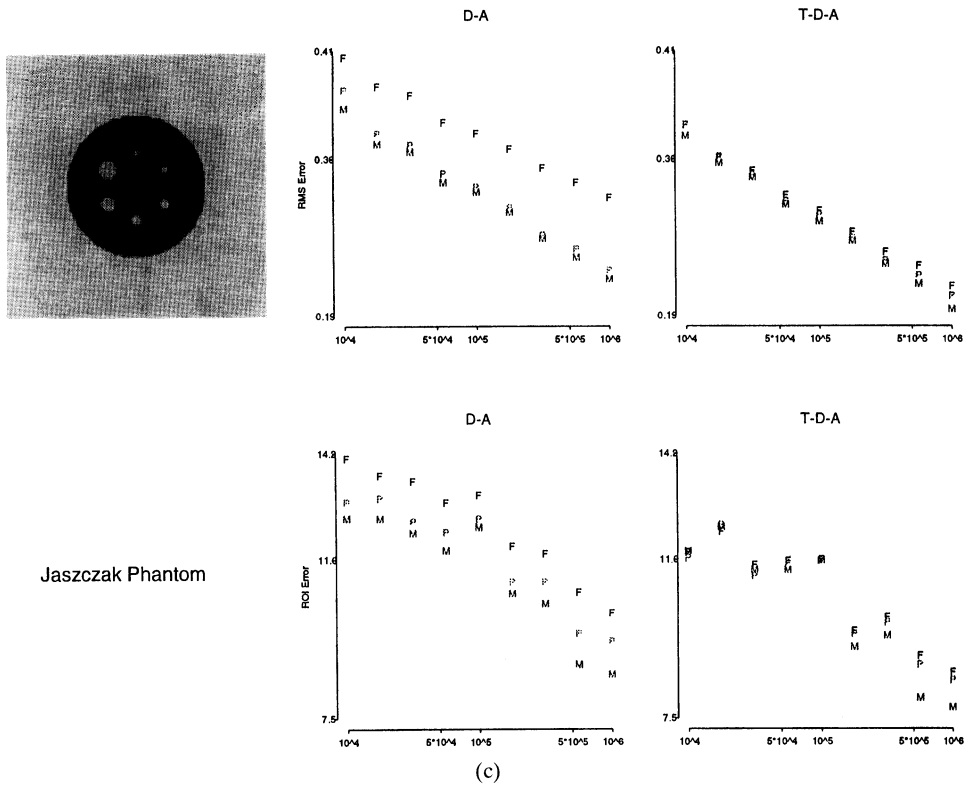 D-A
T-D-A
0.41
0.36
0.19
RMS Error
F F F F F F F F F
P P P P P P P P P
M M M M M M M M M
10^4 5*10^4 10^5 5*10^5 10^6
0.41
0.36
0.19
F F F F F F F F F
P P P P P P P P P
M M M M M M M M M
10^4 5*10^4 10^5 5*10^5 10^6
D-A
T-D-A
Jaszczak Phantom
14.2
11.6
7.5
ROI Error
F F F F F F F F F
P P P P P P P P P
M M M M M M M M M
10^4 5*10^4 10^5 5*10^5 10^6
14.2
11.6
7.5
F F F F F F F F F
P P P P P P P P P
M M M M M M M M M
10^4 5*10^4 10^5 5*10^5 10^6
(c)